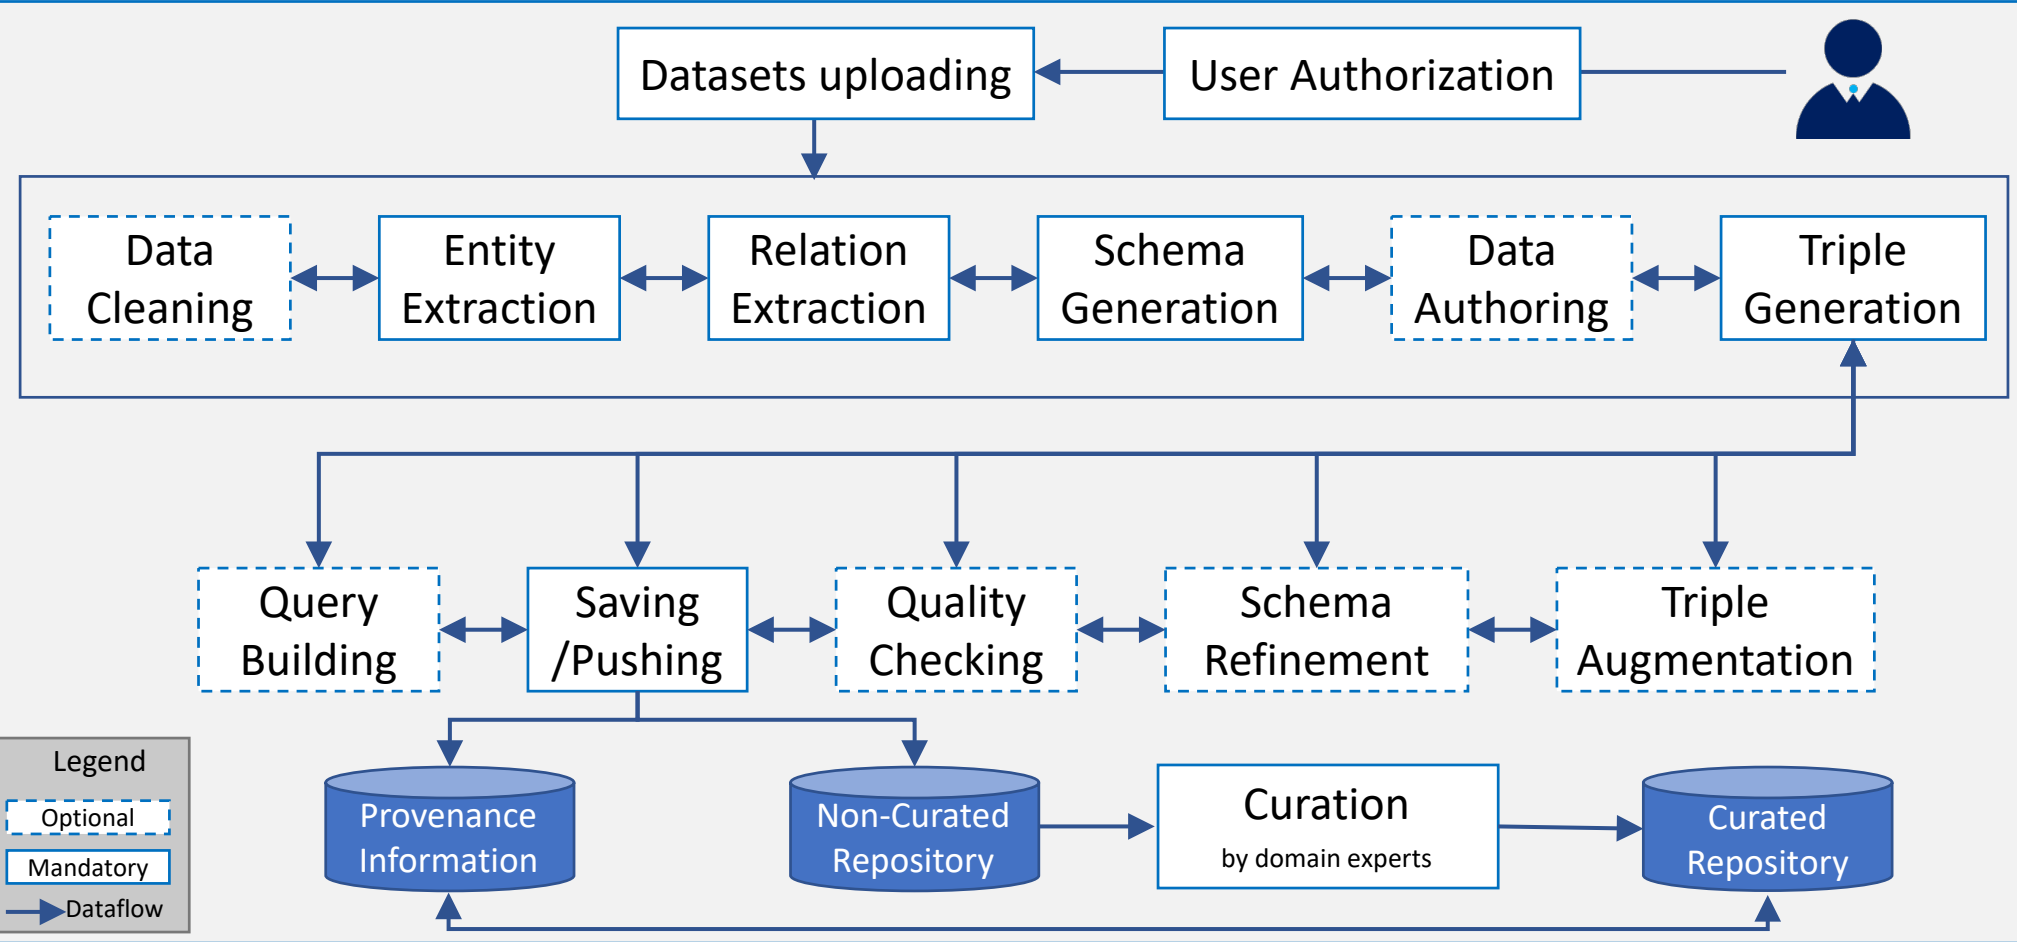 Datasets uploading
User Authorization
Data
Cleaning
Entity
Extraction
Relation
Extraction
Schema
Generation
Data
Authoring
Triple
Generation
Query
Building
Saving
/Pushing
Quality
Checking
Schema
Refinement
Triple
Augmentation
Legend
Optional
Mandatory
Dataflow
Provenance
Information
Non-Curated
Repository
Curation
by domain experts
Curated
Repository